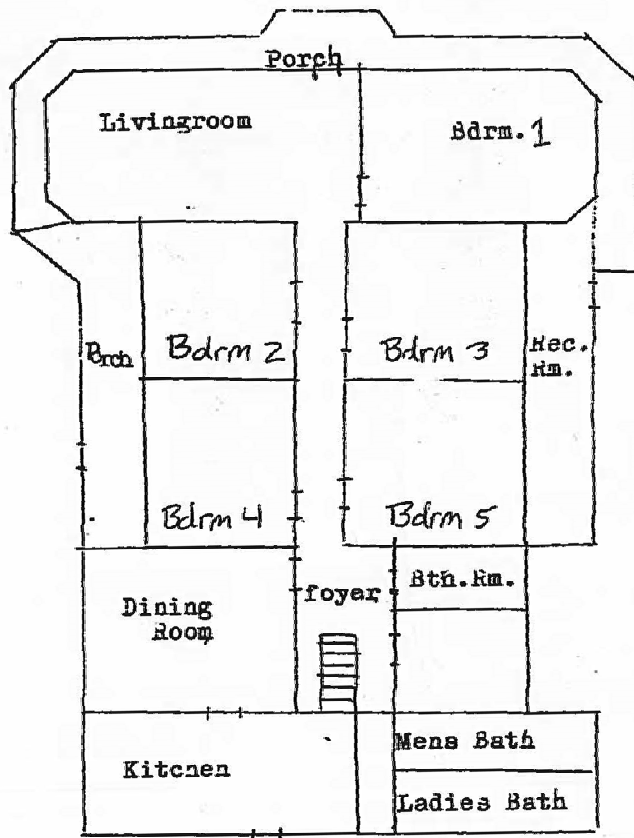 Porch
Livingroom
Bdrm. 1
Bdrm 2
Bdrm 3
Prch
Rec.
Rm.
Bdrm 4
Bdrm 5
Dining
Room
foyer
Bth.Rm.
Kitchen
Mens Bath
Ladies Bath